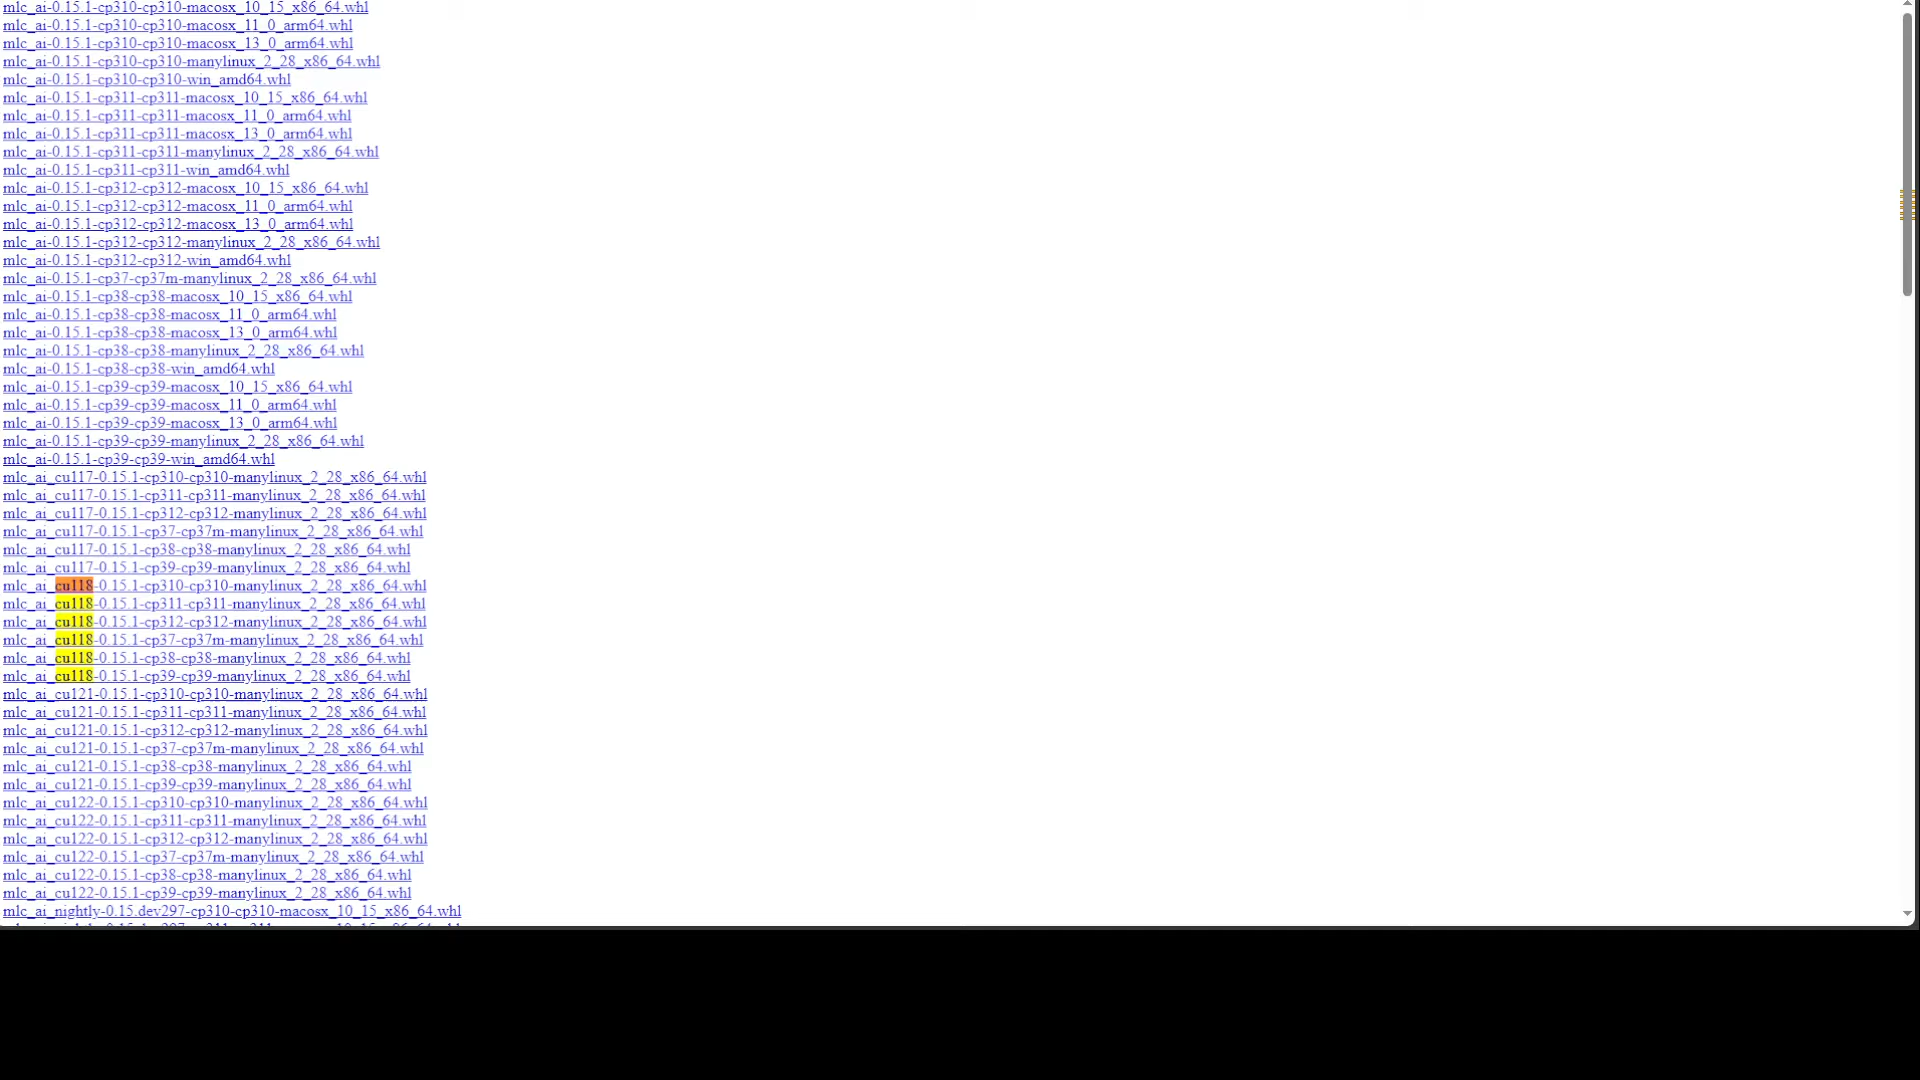 mlc_ai-0.15.1-cp310-cp310-macosx_10_15_x86_64.whl
mlc_ai-0.15.1-cp310-cp310-macosx_11_0_arm64.whl
mlc_ai-0.15.1-cp310-cp310-macosx_13_0_arm64.whl
mlc_ai-0.15.1-cp310-cp310-manylinux_2_28_x86_64.whl
mlc_ai-0.15.1-cp310-cp310-win_amd64.whl
mlc_ai-0.15.1-cp311-cp311-macosx_10_15_x86_64.whl
mlc_ai-0.15.1-cp311-cp311-macosx_11_0_arm64.whl
mlc_ai-0.15.1-cp311-cp311-macosx_13_0_arm64.whl
mlc_ai-0.15.1-cp311-cp311-manylinux_2_28_x86_64.whl
mlc_ai-0.15.1-cp311-cp311-win_amd64.whl
mlc_ai-0.15.1-cp312-cp312-macosx_10_15_x86_64.whl
mlc_ai-0.15.1-cp312-cp312-macosx_11_0_arm64.whl
mlc_ai-0.15.1-cp312-cp312-macosx_13_0_arm64.whl
mlc_ai-0.15.1-cp312-cp312-manylinux_2_28_x86_64.whl
mlc_ai-0.15.1-cp312-cp312-win_amd64.whl
mlc_ai-0.15.1-cp37-cp37m-manylinux_2_28_x86_64.whl
mlc_ai-0.15.1-cp38-cp38-macosx_10_15_x86_64.whl
mlc_ai-0.15.1-cp38-cp38-macosx_11_0_arm64.whl
mlc_ai-0.15.1-cp38-cp38-macosx_13_0_arm64.whl
mlc_ai-0.15.1-cp38-cp38-manylinux_2_28_x86_64.whl
mlc_ai-0.15.1-cp38-cp38-win_amd64.whl
mlc_ai-0.15.1-cp39-cp39-macosx_10_15_x86_64.whl
mlc_ai-0.15.1-cp39-cp39-macosx_11_0_arm64.whl
mlc_ai-0.15.1-cp39-cp39-macosx_13_0_arm64.whl
mlc_ai-0.15.1-cp39-cp39-manylinux_2_28_x86_64.whl
mlc_ai-0.15.1-cp39-cp39-win_amd64.whl
mlc_ai_cu117-0.15.1-cp310-cp310-manylinux_2_28_x86_64.whl
mlc_ai_cu117-0.15.1-cp311-cp311-manylinux_2_28_x86_64.whl
mlc_ai_cu117-0.15.1-cp312-cp312-manylinux_2_28_x86_64.whl
mlc_ai_cu117-0.15.1-cp37-cp37m-manylinux_2_28_x86_64.whl
mlc_ai_cu117-0.15.1-cp38-cp38-manylinux_2_28_x86_64.whl
mlc_ai_cu117-0.15.1-cp39-cp39-manylinux_2_28_x86_64.whl
mlc_ai_cu118-0.15.1-cp310-cp310-manylinux_2_28_x86_64.whl
mlc_ai_cu118-0.15.1-cp311-cp311-manylinux_2_28_x86_64.whl
mlc_ai_cu118-0.15.1-cp312-cp312-manylinux_2_28_x86_64.whl
mlc_ai_cu118-0.15.1-cp37-cp37m-manylinux_2_28_x86_64.whl
mlc_ai_cu118-0.15.1-cp38-cp38-manylinux_2_28_x86_64.whl
mlc_ai_cu118-0.15.1-cp39-cp39-manylinux_2_28_x86_64.whl
mlc_ai_cu121-0.15.1-cp310-cp310-manylinux_2_28_x86_64.whl
mlc_ai_cu121-0.15.1-cp311-cp311-manylinux_2_28_x86_64.whl
mlc_ai_cu121-0.15.1-cp312-cp312-manylinux_2_28_x86_64.whl
mlc_ai_cu121-0.15.1-cp37-cp37m-manylinux_2_28_x86_64.whl
mlc_ai_cu121-0.15.1-cp38-cp38-manylinux_2_28_x86_64.whl
mlc_ai_cu121-0.15.1-cp39-cp39-manylinux_2_28_x86_64.whl
mlc_ai_cu122-0.15.1-cp310-cp310-manylinux_2_28_x86_64.whl
mlc_ai_cu122-0.15.1-cp311-cp311-manylinux_2_28_x86_64.whl
mlc_ai_cu122-0.15.1-cp312-cp312-manylinux_2_28_x86_64.whl
mlc_ai_cu122-0.15.1-cp37-cp37m-manylinux_2_28_x86_64.whl
mlc_ai_cu122-0.15.1-cp38-cp38-manylinux_2_28_x86_64.whl
mlc_ai_cu122-0.15.1-cp39-cp39-manylinux_2_28_x86_64.whl
mlc_ai_nightly-0.15.dev297-cp310-cp310-macosx_10_15_x86_64.whl